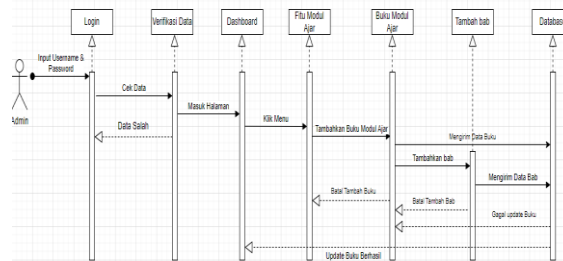 Login
Verifikasi Data
Dashboard
Fitu Modul
Ajar
Buku Modul
Ajar
Tambah bab
Database
Input Username &
Password
Admin
Cek Data
Masuk Halaman
Data Salah
Klik Menu
Tambahkan Buku Modul Ajar
Mengirim Data Buku
Tambahkan bab
Mengirim Data Bab
Batal Tambah Buku
Batal Tambah Bab
Gagal update Buku
Update Buku Berhasil